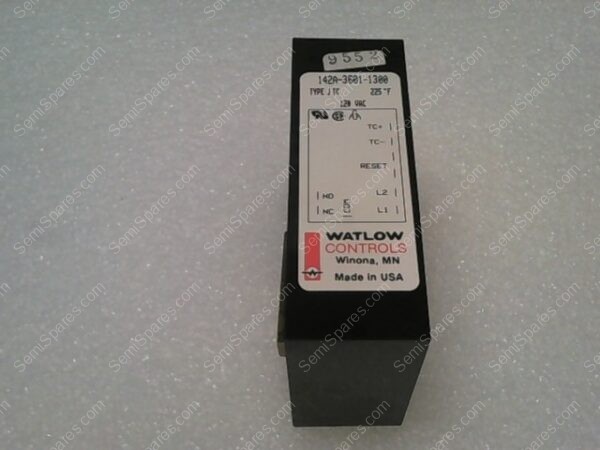 9552
142A-3601-1300
TYPE J TC 225 °F
120 VAC
TC+
TC-
RESET
NO L2
NC L1
WATLOW
CONTROLS
Winona, MN
Made in USA
SemiSpares.com